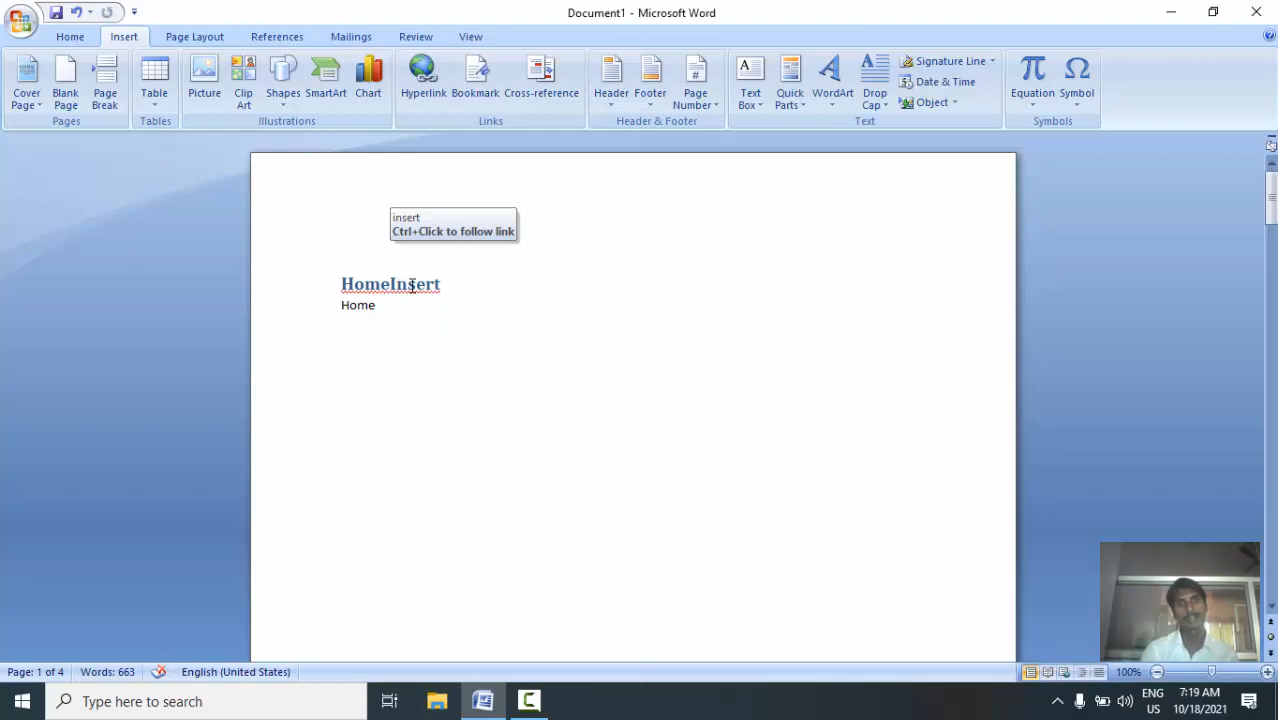 Document1 - Microsoft Word
Home Insert Page Layout References Mailings Review View
Cover Page
Blank Page
Page Break
Table
Picture
Clip Art
Shapes
SmartArt
Chart
Hyperlink
Bookmark
Cross-reference
Header
Footer
Page Number
Text Box
Quick Parts
WordArt
Drop Cap
Signature Line
Date & Time
Object
Equation
Symbol
Pages Tables Illustrations Links Header & Footer Text Symbols
insert
Ctrl+Click to follow link
HomeInsert
Home
Page: 1 of 4 Words: 663 English (United States) 100%
Type here to search
ENG
US
7:19 AM
10/18/2021